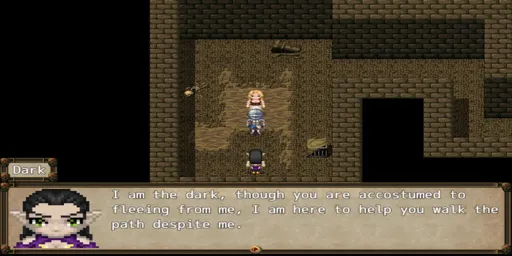 Dark
I am the dark, though you are accostumed to
fleeing from me, I am here to help you walk the
path despite me.